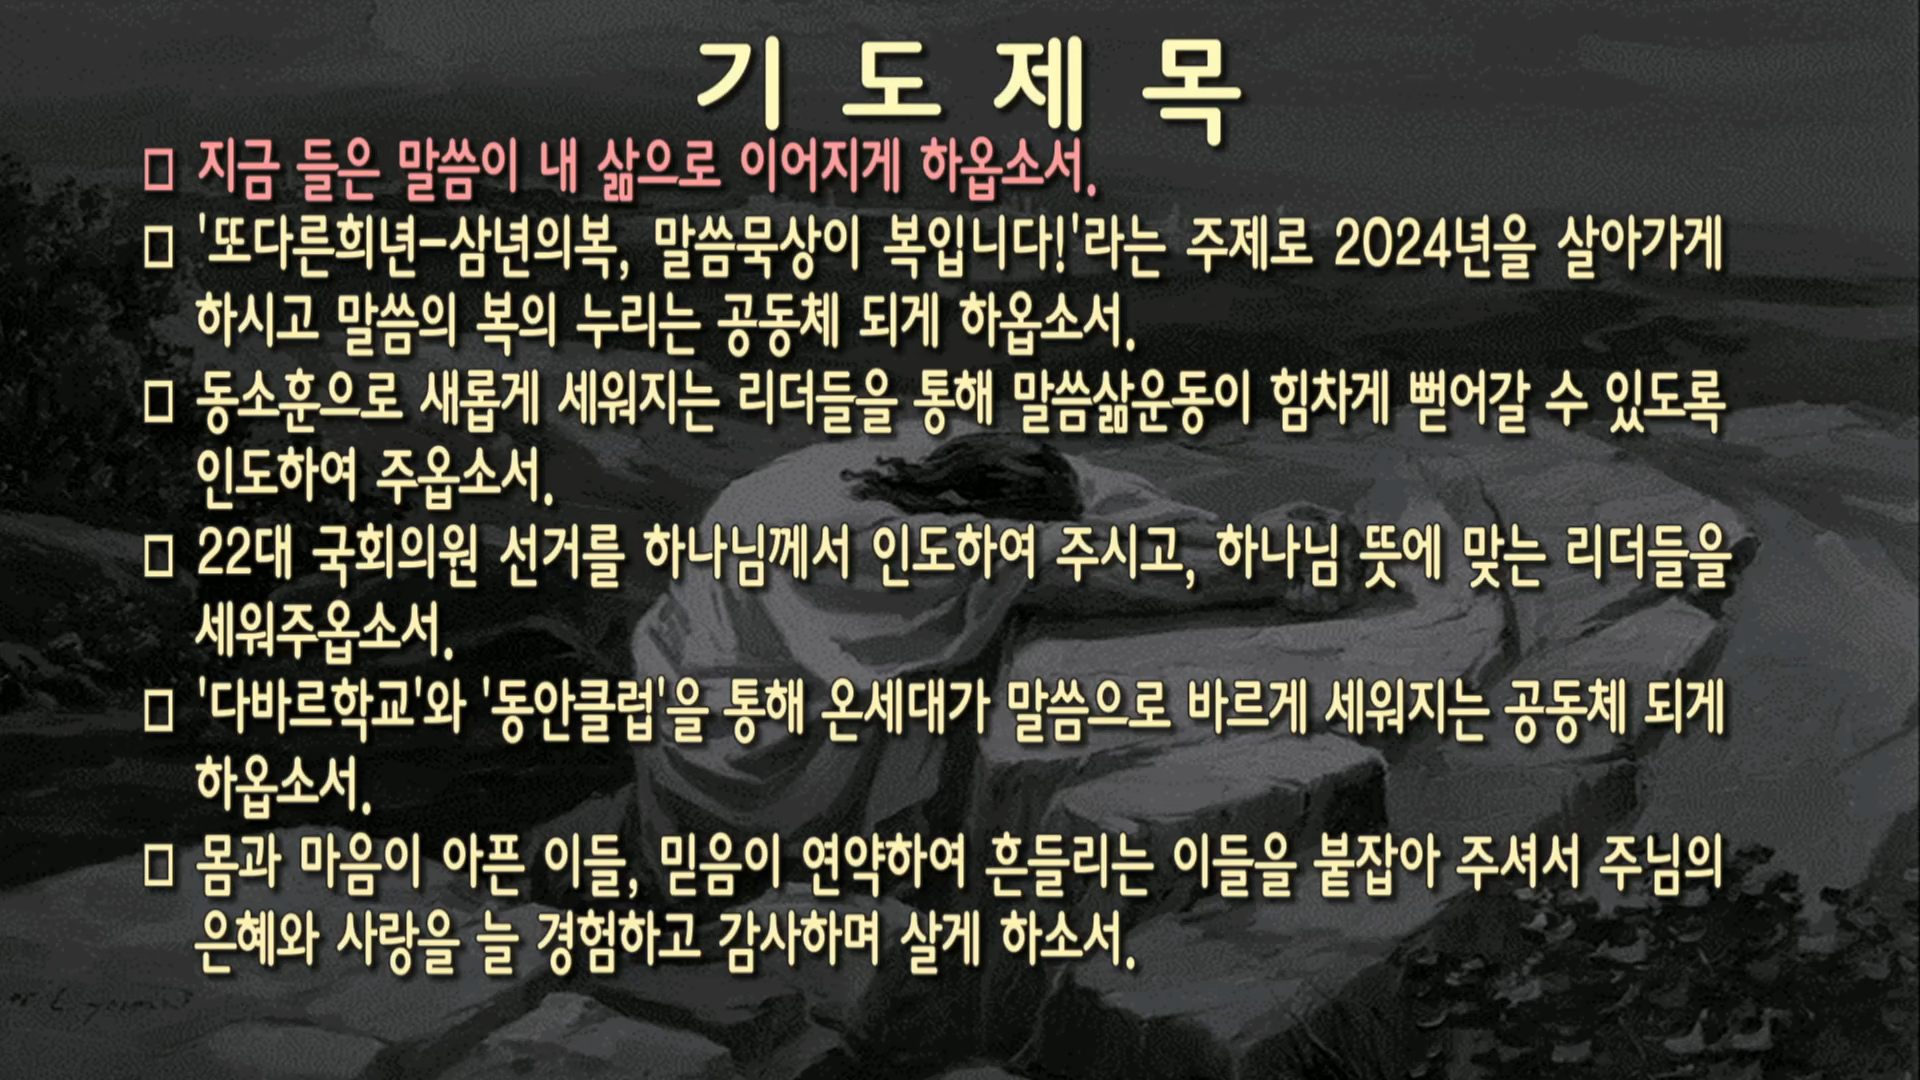 기 도 제 목
□ 지금 들은 말씀이 내 삶으로 이어지게 하옵소서.
□ '또다른희년-삼년의복, 말씀묵상이 복입니다!'라는 주제로 2024년을 살아가게
하시고 말씀의 복의 누리는 공동체 되게 하옵소서.
□ 동소훈으로 새롭게 세워지는 리더들을 통해 말씀삶운동이 힘차게 뻗어갈 수 있도록
인도하여 주옵소서.
□ 22대 국회의원 선거를 하나님께서 인도하여 주시고, 하나님 뜻에 맞는 리더들을
세워주옵소서.
□ '다바르학교'와 '동안클럽'을 통해 온세대가 말씀으로 바르게 세워지는 공동체 되게
하옵소서.
□ 몸과 마음이 아픈 이들, 믿음이 연약하여 흔들리는 이들을 붙잡아 주셔서 주님의
은혜와 사랑을 늘 경험하고 감사하며 살게 하소서.